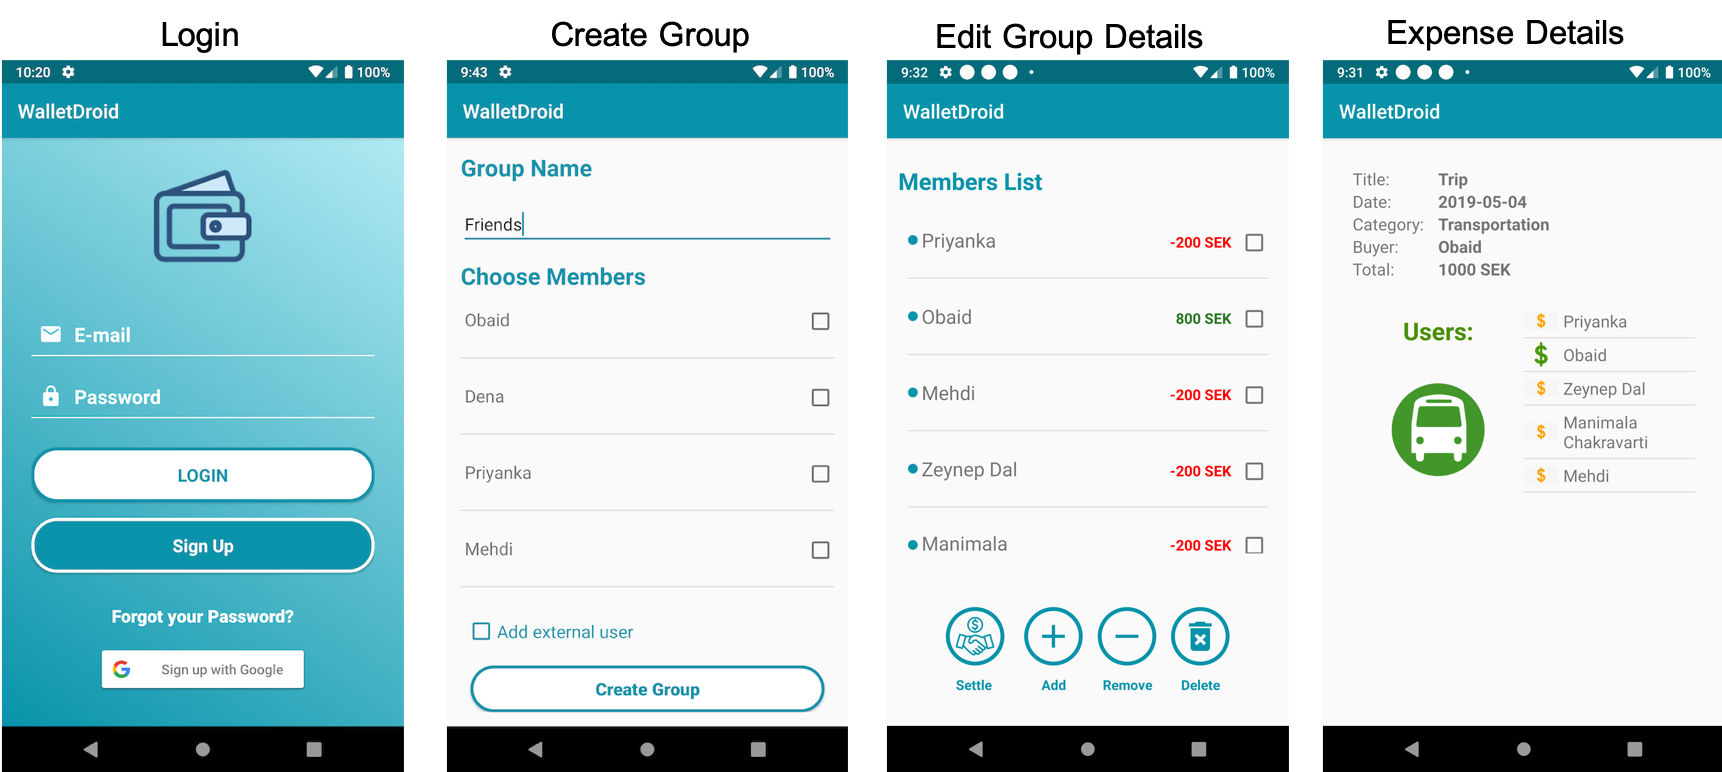 Login
10:20 100%
WalletDroid
E-mail
Password
LOGIN
Sign Up
Forgot your Password?
Sign up with Google
Create Group
9:43 100%
WalletDroid
Group Name
Friends
Choose Members
Obaid
Dena
Priyanka
Mehdi
Add external user
Create Group
Edit Group Details
9:32 100%
WalletDroid
Members List
Priyanka -200 SEK
Obaid 800 SEK
Mehdi -200 SEK
Zeynep Dal -200 SEK
Manimala -200 SEK
Settle Add Remove Delete
Expense Details
9:31 100%
WalletDroid
Title: Trip
Date: 2019-05-04
Category: Transportation
Buyer: Obaid
Total: 1000 SEK
Users:
$ Priyanka
$ Obaid
$ Zeynep Dal
$ Manimala
Chakravarti
$ Mehdi